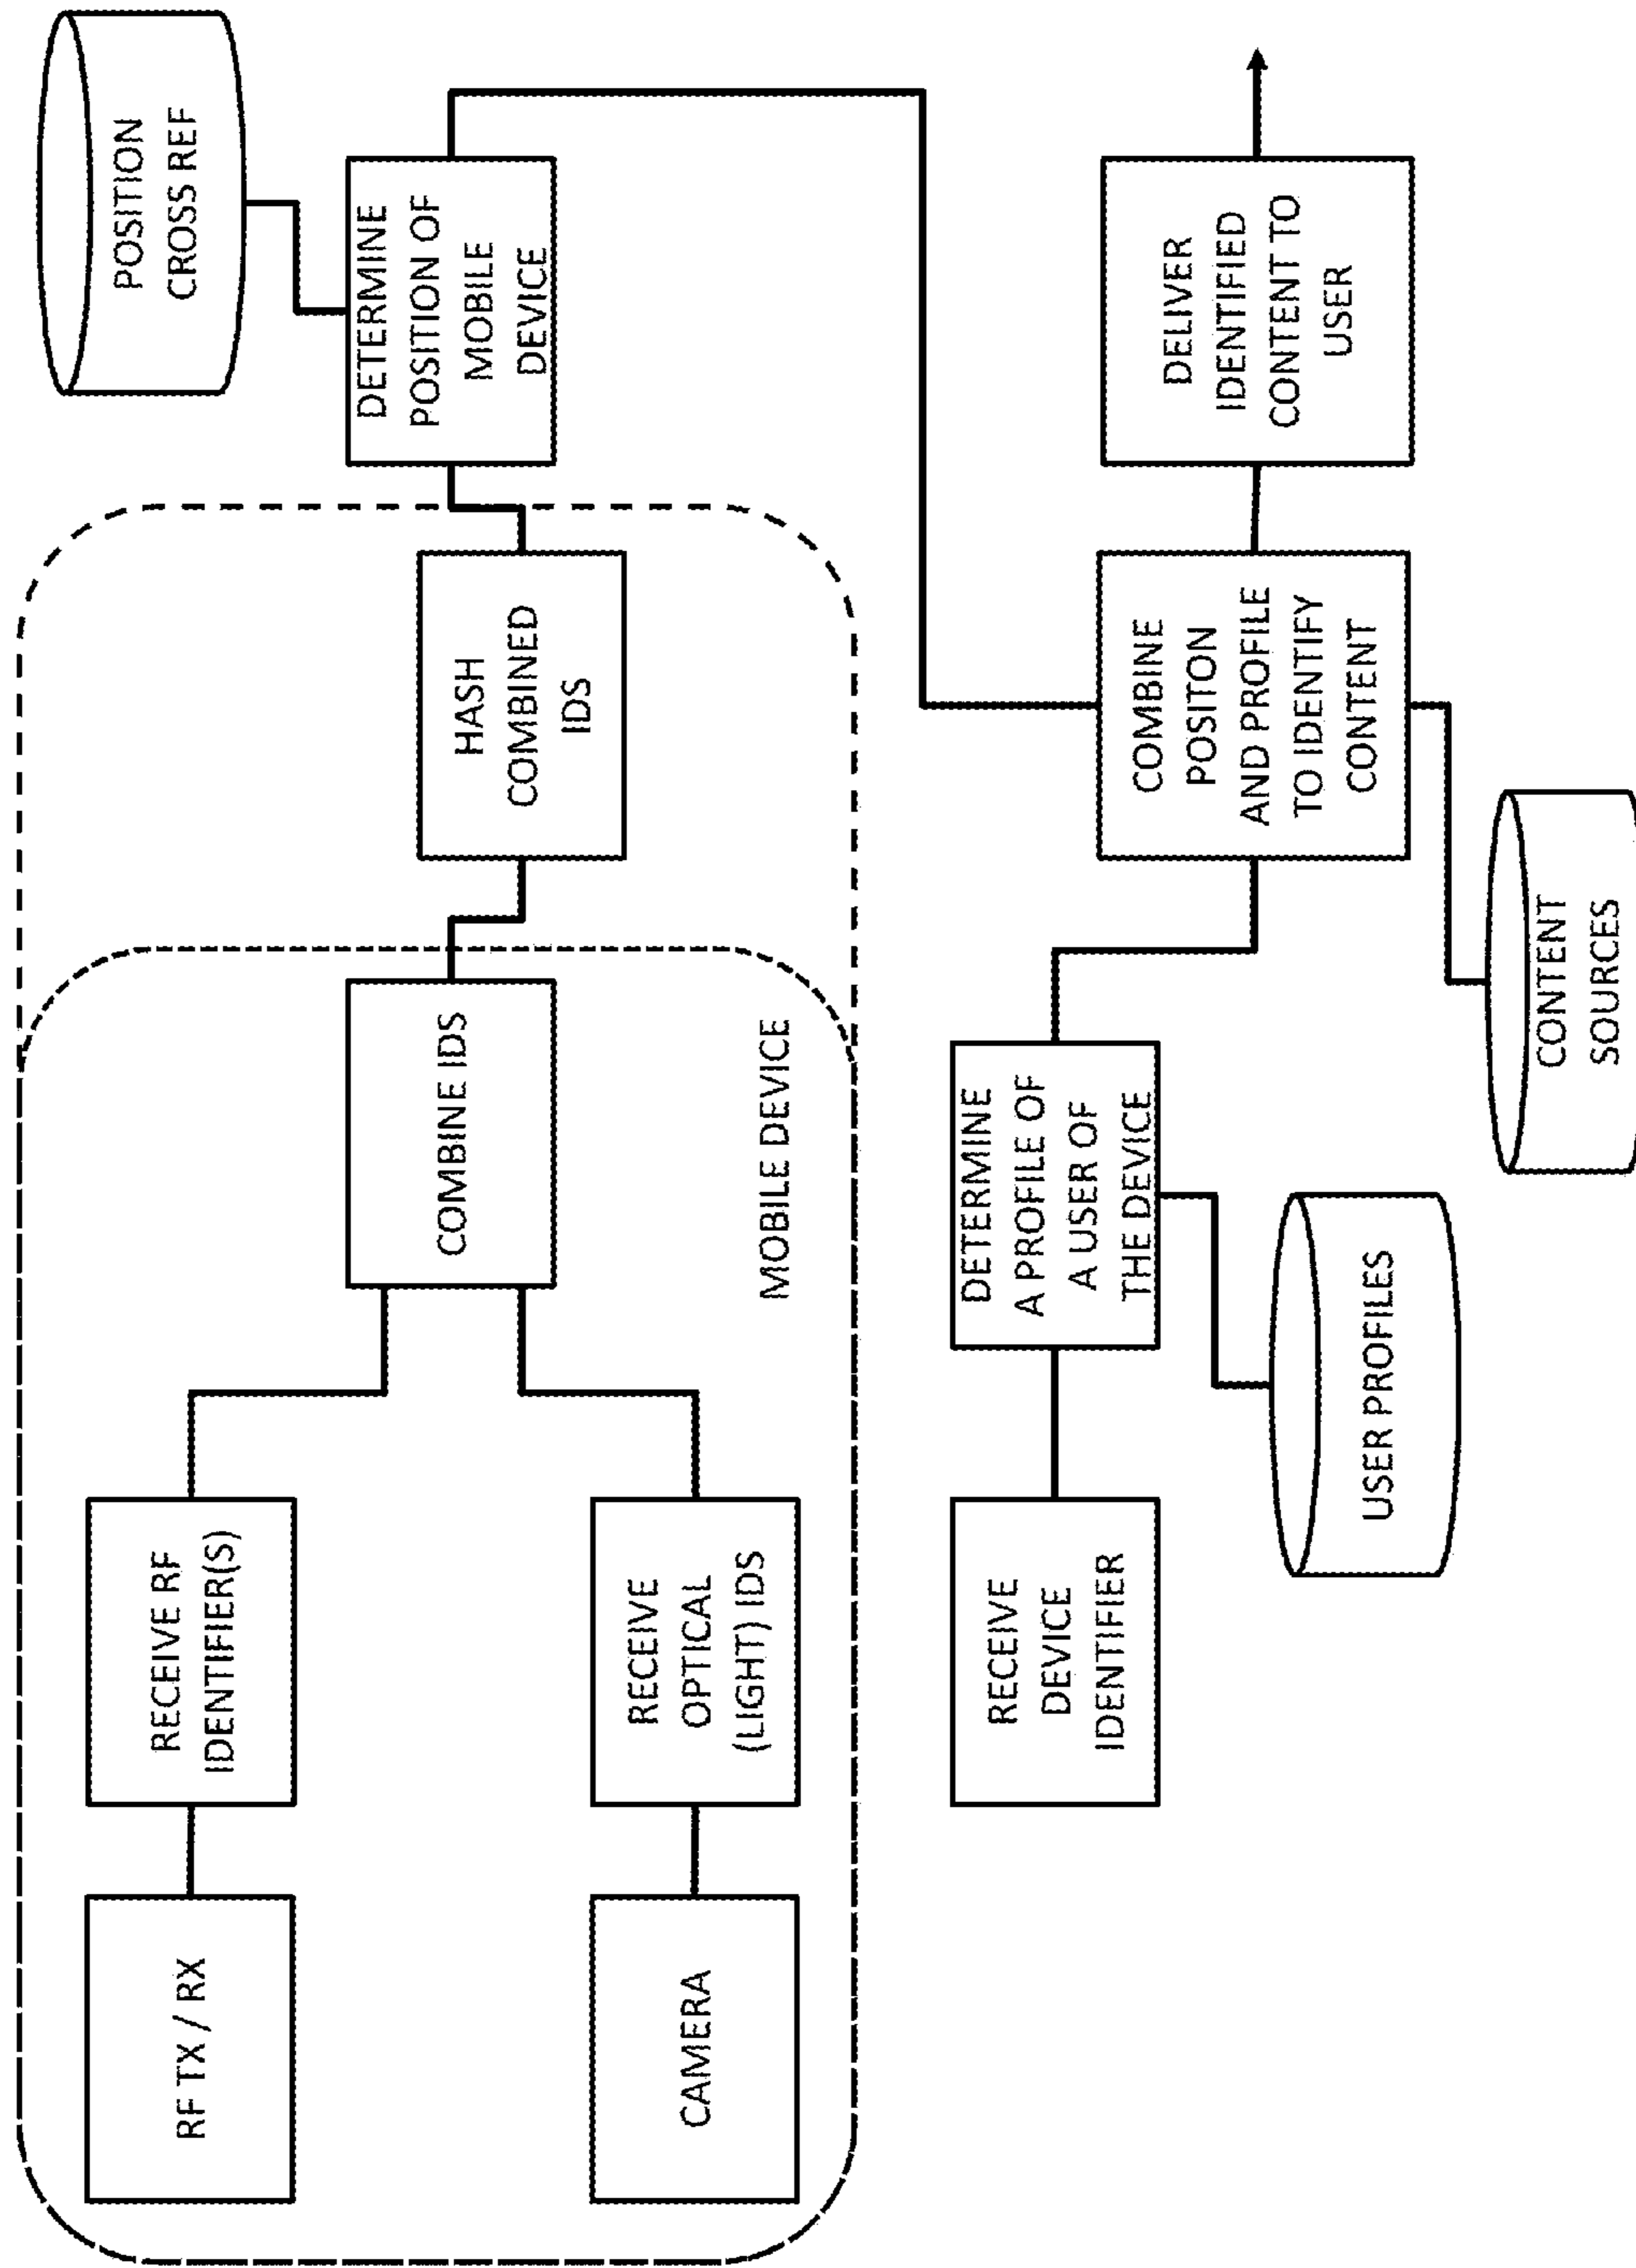 RF TX / RX
RECEIVE RF
IDENTIFIER(S)
CAMERA
RECEIVE
OPTICAL
(LIGHT) IDS
COMBINE IDS
MOBILE DEVICE
HASH
COMBINED
IDS
DETERMINE
POSITION OF
MOBILE
DEVICE
POSITION
CROSS REF
RECEIVE
DEVICE
IDENTIFIER
DETERMINE
A PROFILE OF
A USER OF
THE DEVICE
USER PROFILES
COMBINE
POSITON
AND PROFILE
TO IDENTIFY
CONTENT
CONTENT
SOURCES
DELIVER
IDENTIFIED
CONTENT TO
USER